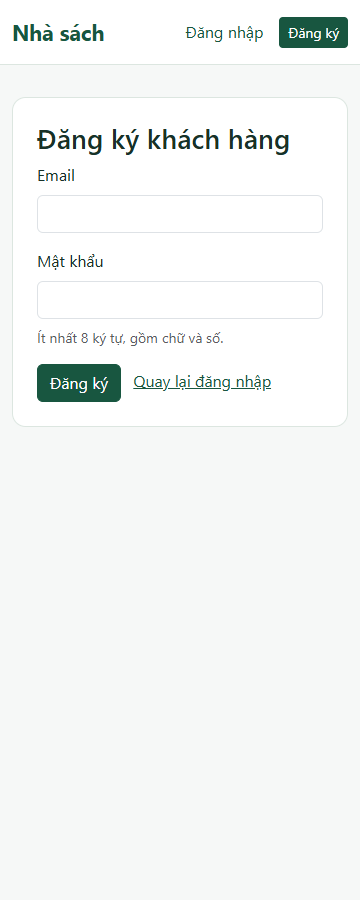 Nhà sách Đăng nhập Đăng ký
Đăng ký khách hàng
Email
Mật khẩu
Ít nhất 8 ký tự, gồm chữ và số.
Đăng ký Quay lại đăng nhập